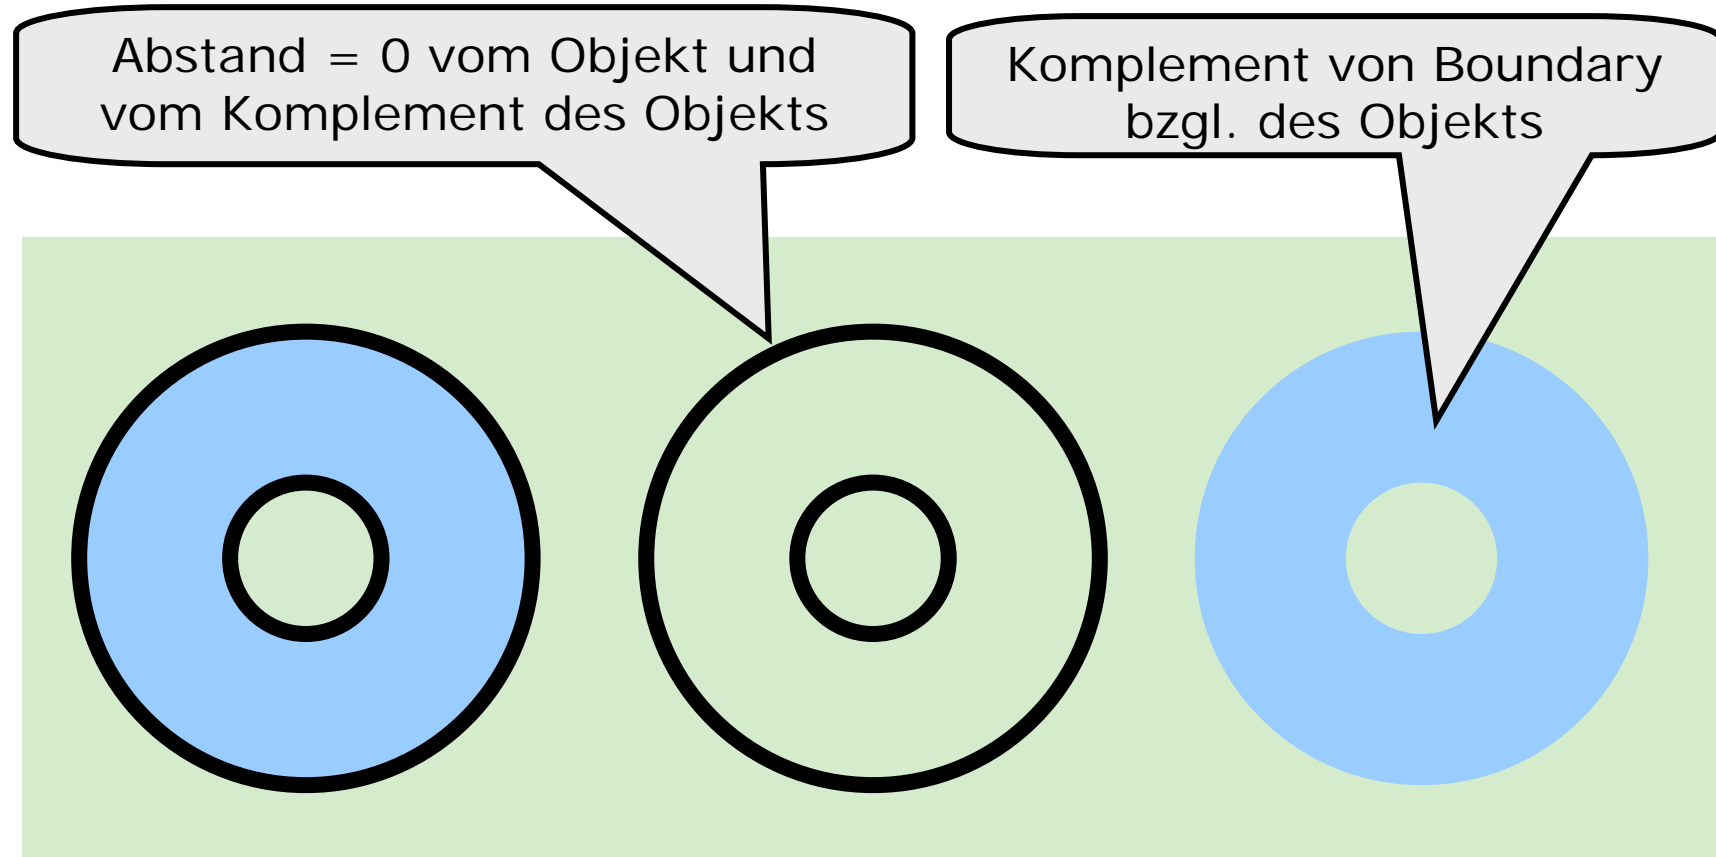 Abstand = 0 vom Objekt und
vom Komplement des Objekts
Komplement von Boundary
bzgl. des Objekts